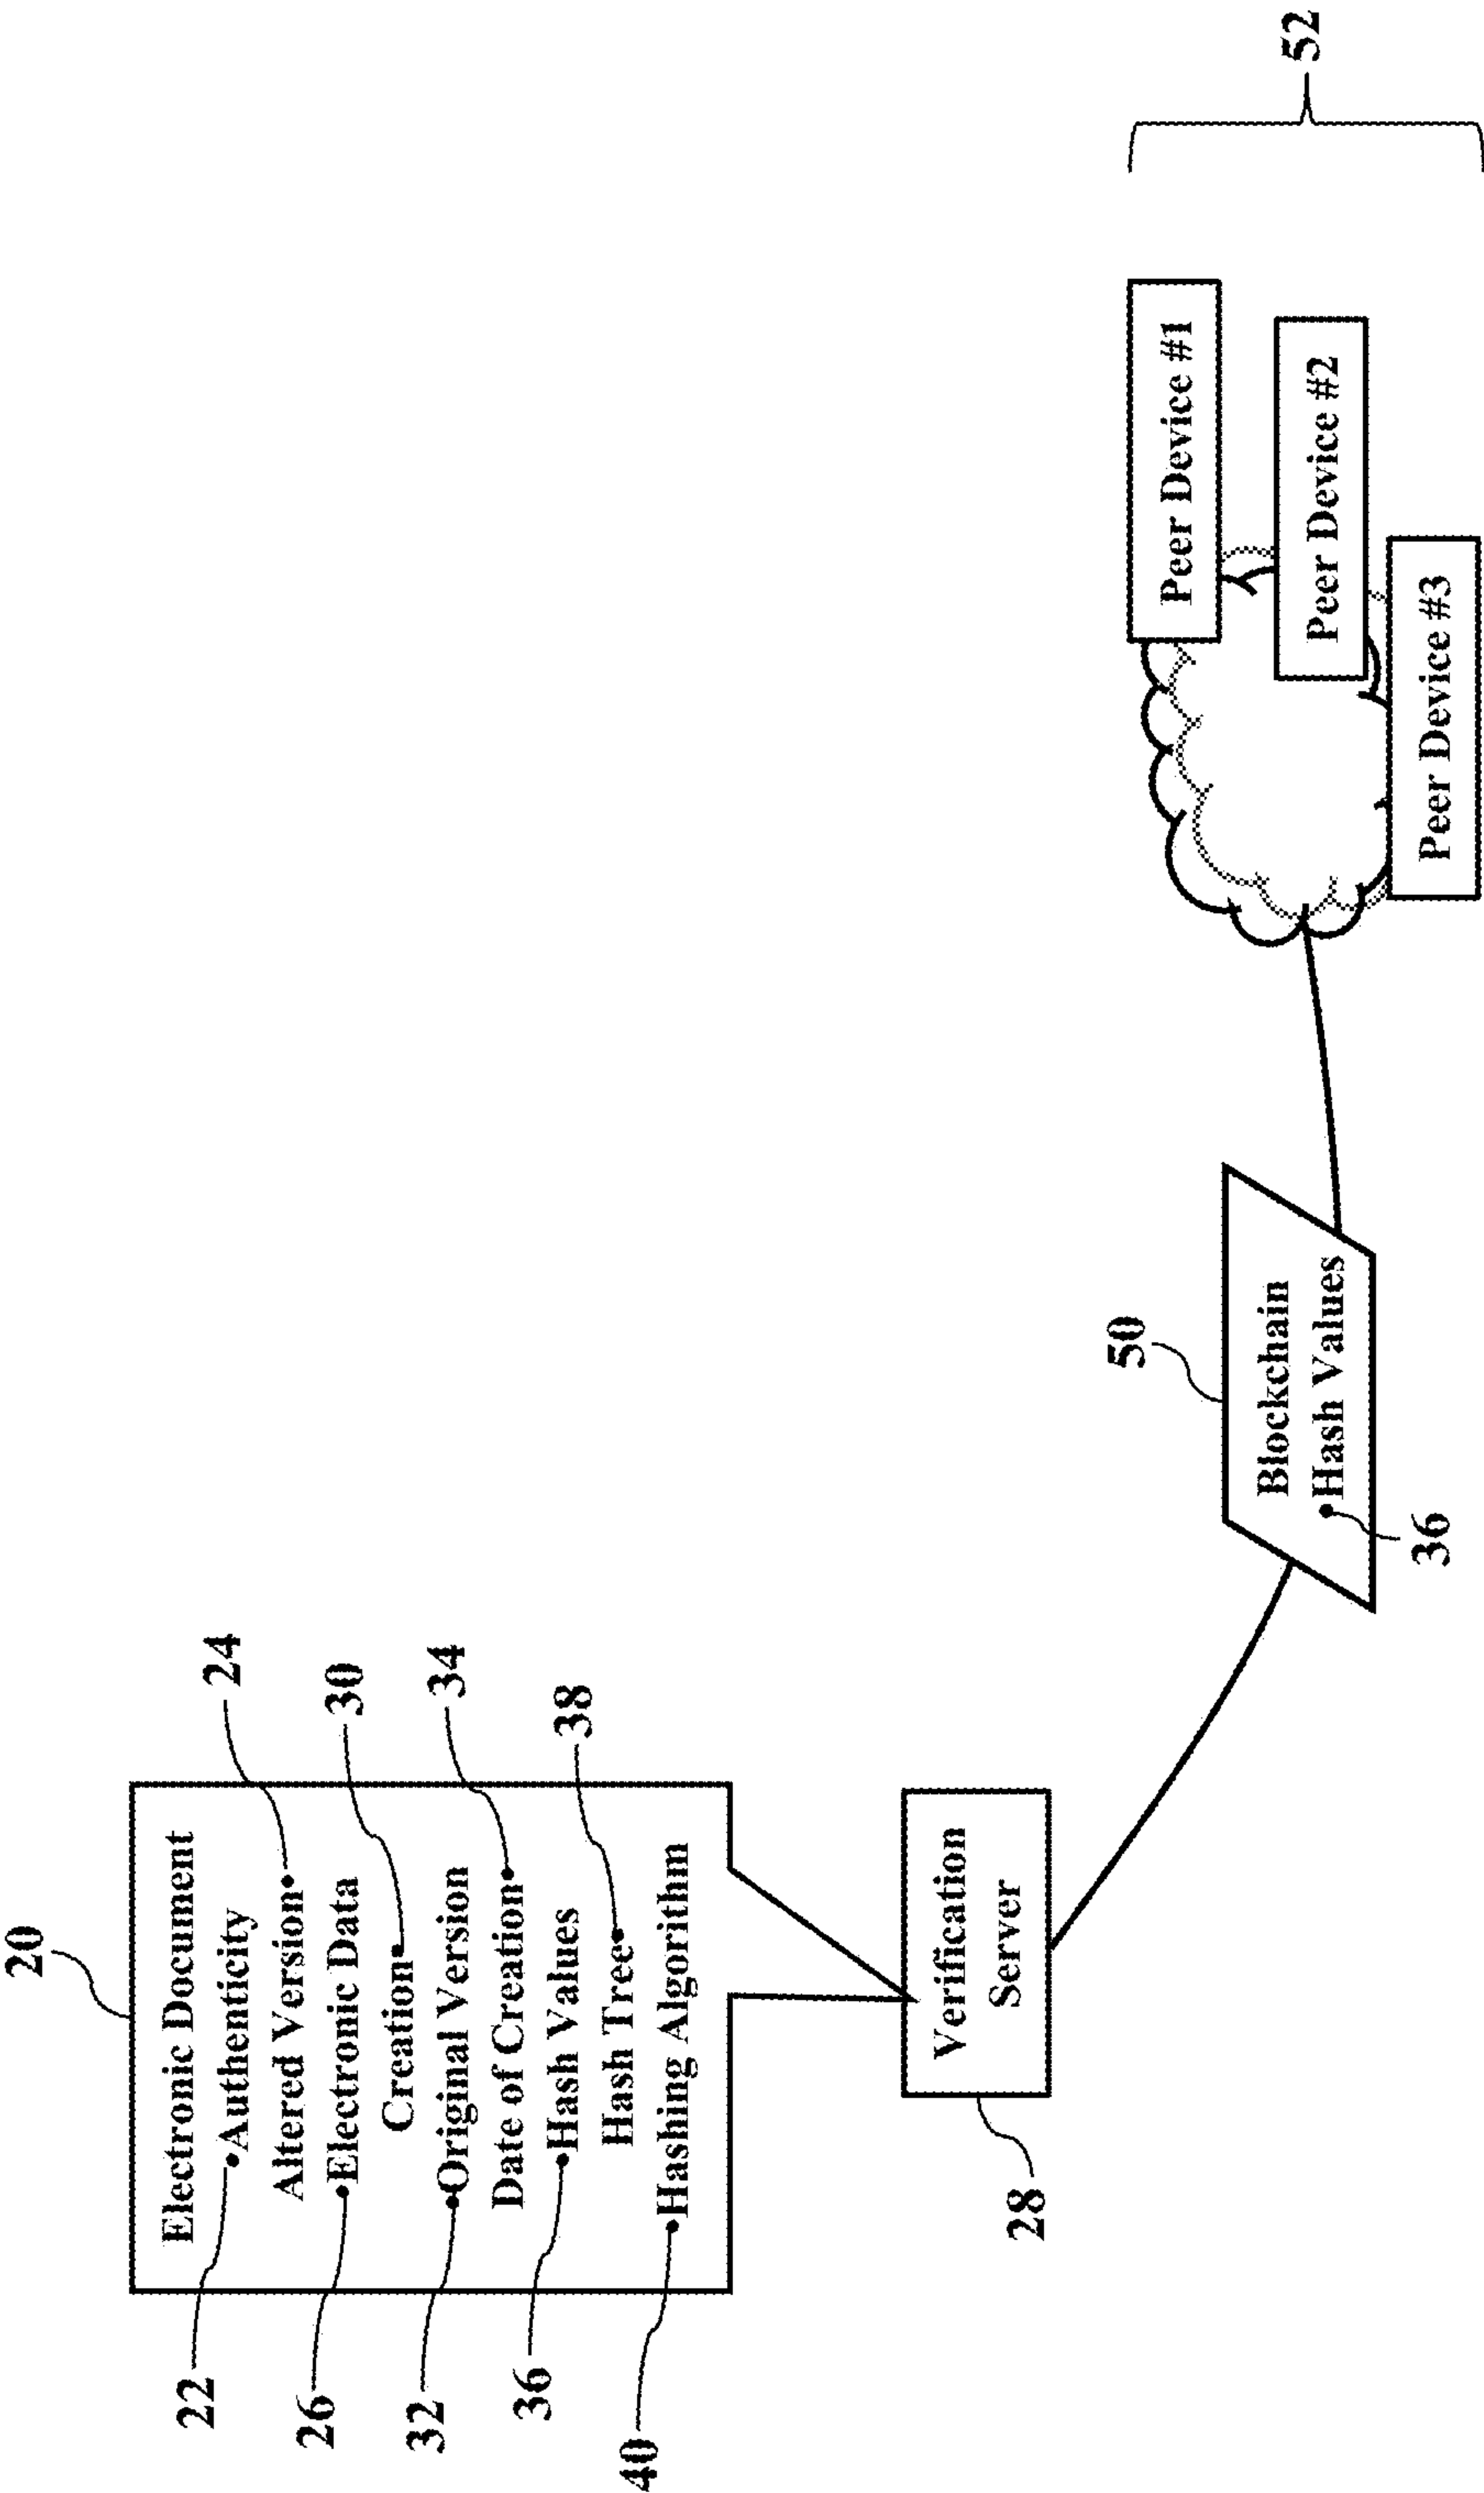 20
Electronic Document
22
Authenticity
24
Altered Version
26
Electronic Data
30
Creation
32
Original Version
34
Date of Creation
36
Hash Values
38
Hash Tree
40
Hashing Algorithm
28
Verification
Server
50
Blockchain
Hash Values
36
Peer Device #1
Peer Device #2
Peer Device #3
52